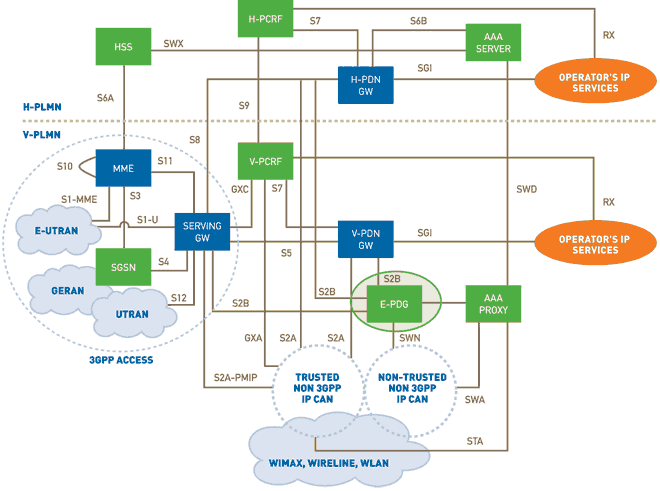 H-PCRF
S7
S6B
HSS
SWX
AAA
SERVER
RX
H-PDN
GW
SGI
OPERATOR'S IP
SERVICES
S6A
S9
H-PLMN
V-PLMN
S8
S10
MME
S11
V-PCRF
S1-MME
S3
GXC
S7
SWD
RX
E-UTRAN
S1-U
SERVING
GW
V-PDN
GW
SGI
OPERATOR'S IP
SERVICES
S5
SGSN
S4
GERAN
S12
UTRAN
S2B
S2B
S2B
E-PDG
AAA
PROXY
GXA
S2A
S2A
SWN
3GPP ACCESS
S2A-PMIP
TRUSTED
NON 3GPP
IP CAN
NON-TRUSTED
NON 3GPP
IP CAN
SWA
STA
WIMAX, WIRELINE, WLAN